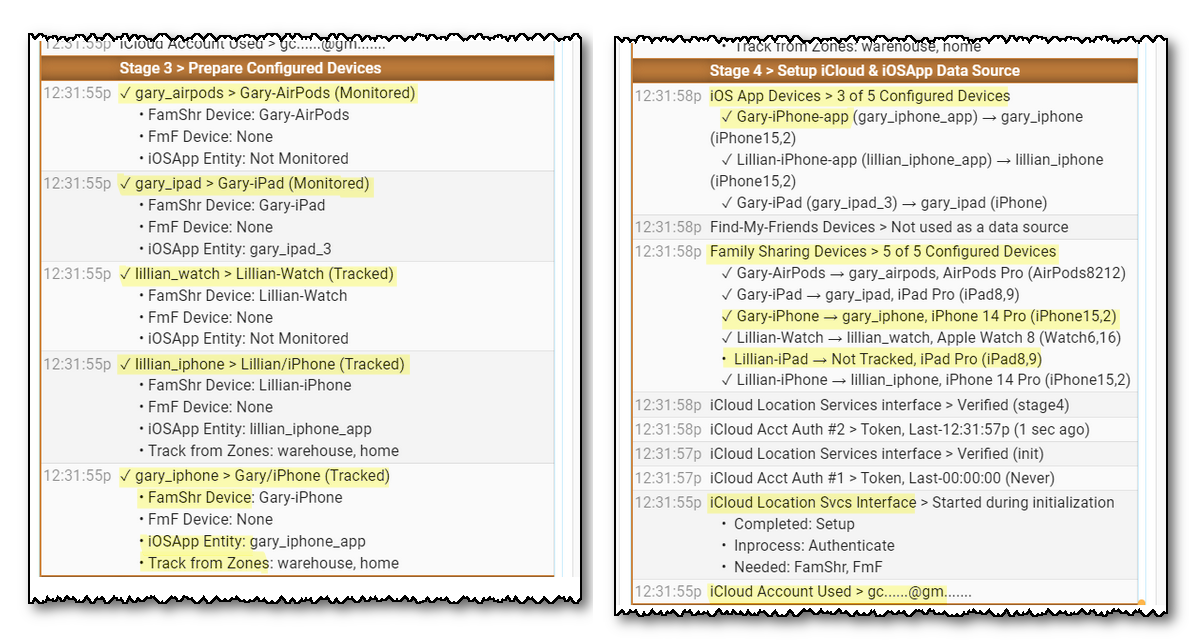 12:31:55p iCloud Account Used > gc......@gm.......
Stage 3 > Prepare Configured Devices
12:31:55p ✓ gary_airpods > Gary-AirPods (Monitored)
• FamShr Device: Gary-AirPods
• FmF Device: None
• iOSApp Entity: Not Monitored
12:31:55p ✓ gary_ipad > Gary-iPad (Monitored)
• FamShr Device: Gary-iPad
• FmF Device: None
• iOSApp Entity: gary_ipad_3
12:31:55p ✓ lillian_watch > Lillian-Watch (Tracked)
• FamShr Device: Lillian-Watch
• FmF Device: None
• iOSApp Entity: Not Monitored
12:31:55p ✓ lillian_iphone > Lillian/iPhone (Tracked)
• FamShr Device: Lillian-iPhone
• FmF Device: None
• iOSApp Entity: lillian_iphone_app
• Track from Zones: warehouse, home
12:31:55p ✓ gary_iphone > Gary/iPhone (Tracked)
• FamShr Device: Gary-iPhone
• FmF Device: None
• iOSApp Entity: gary_iphone_app
• Track from Zones: warehouse, home
• Track from Zones: warehouse, home
Stage 4 > Setup iCloud & iOSApp Data Source
12:31:58p iOS App Devices > 3 of 5 Configured Devices
✓ Gary-iPhone-app (gary_iphone_app) → gary_iphone
(iPhone15,2)
✓ Lillian-iPhone-app (lillian_iphone_app) → lillian_iphone
(iPhone15,2)
✓ Gary-iPad (gary_ipad_3) → gary_ipad (iPhone)
12:31:58p Find-My-Friends Devices > Not used as a data source
12:31:58p Family Sharing Devices > 5 of 5 Configured Devices
✓ Gary-AirPods → gary_airpods, AirPods Pro (AirPods8212)
✓ Gary-iPad → gary_ipad, iPad Pro (iPad8,9)
✓ Gary-iPhone → gary_iphone, iPhone 14 Pro (iPhone15,2)
✓ Lillian-Watch → lillian_watch, Apple Watch 8 (Watch6,16)
• Lillian-iPad → Not Tracked, iPad Pro (iPad8,9)
✓ Lillian-iPhone → lillian_iphone, iPhone 14 Pro (iPhone15,2)
12:31:58p iCloud Location Services interface > Verified (stage4)
12:31:58p iCloud Acct Auth #2 > Token, Last-12:31:57p (1 sec ago)
12:31:57p iCloud Location Services interface > Verified (init)
12:31:57p iCloud Acct Auth #1 > Token, Last-00:00:00 (Never)
12:31:55p iCloud Location Svcs Interface > Started during initialization
• Completed: Setup
• Inprocess: Authenticate
• Needed: FamShr, FmF
12:31:55p iCloud Account Used > gc......@gm.......